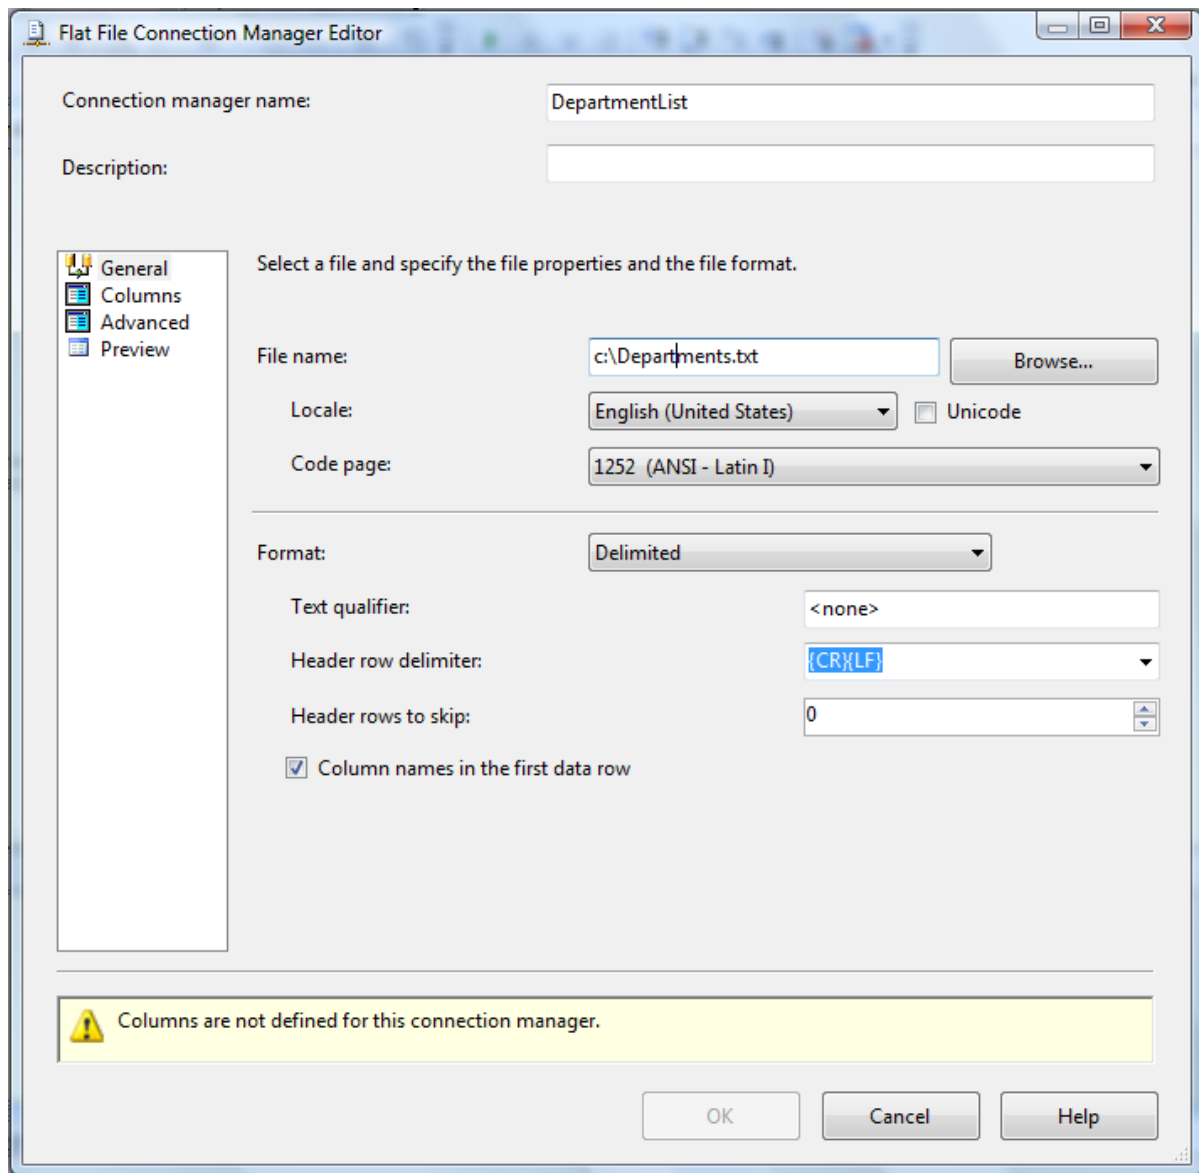 Flat File Connection Manager Editor
Connection manager name: DepartmentList
Description:
General
Columns
Advanced
Preview
Select a file and specify the file properties and the file format.
File name: c:\Departments.txt Browse...
Locale: English (United States) Unicode
Code page: 1252 (ANSI - Latin I)
Format: Delimited
Text qualifier: <none>
Header row delimiter: {CR}{LF}
Header rows to skip: 0
Column names in the first data row
Columns are not defined for this connection manager.
OK Cancel Help